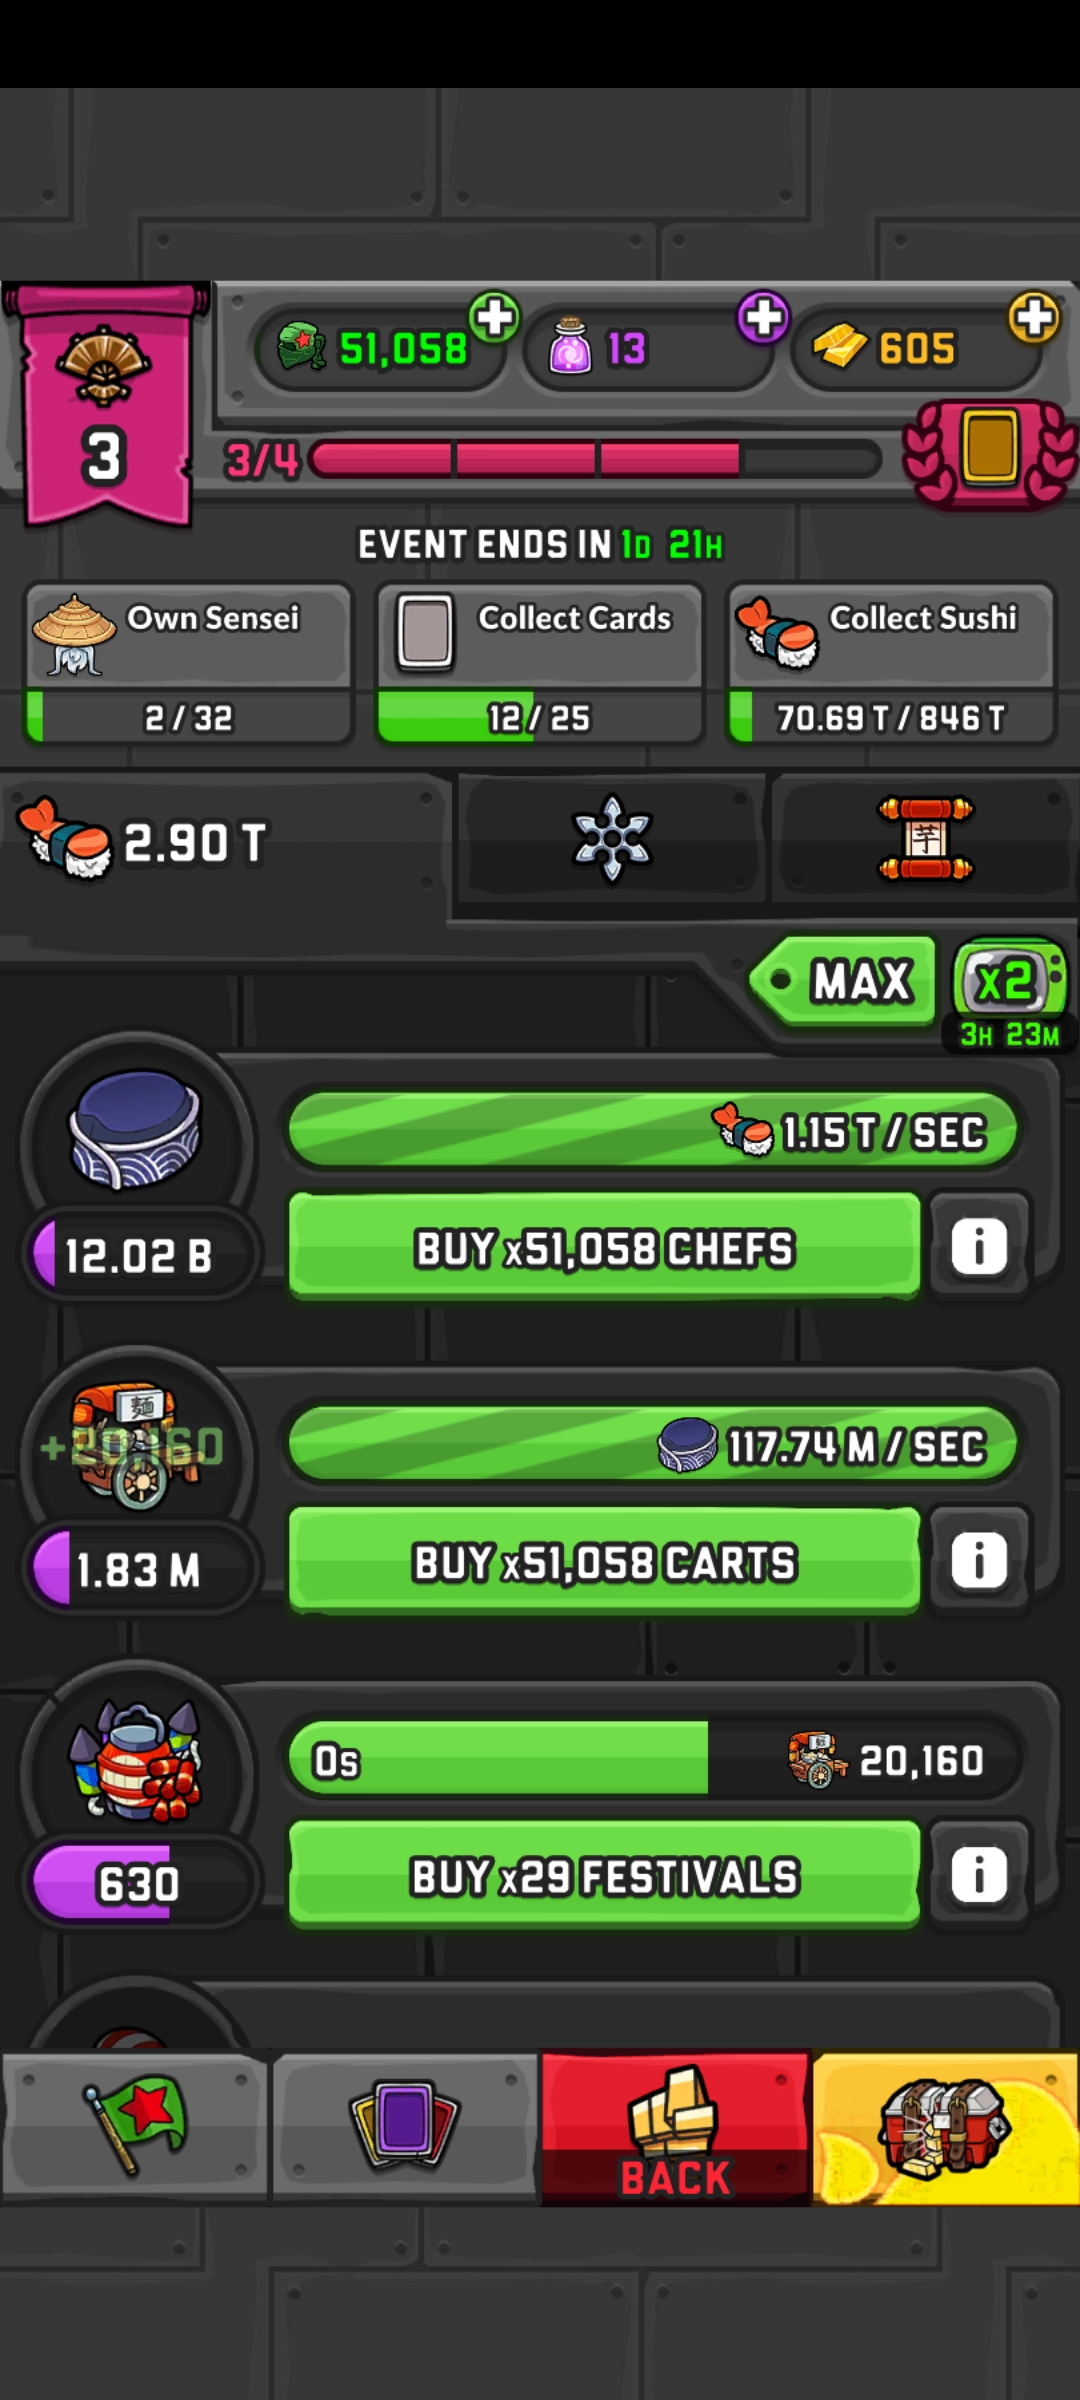 51,058
13
605
3
3/4
EVENT ENDS IN 1D 21H
Own Sensei
Collect Cards
Collect Sushi
2 / 32
12 / 25
70.69 T / 846 T
2.90 T
芋
MAX
x2
3H 23M
1.15 T / SEC
12.02 B
BUY x51,058 CHEFS
i
麺
+20,160
117.74 M / SEC
1.83 M
BUY x51,058 CARTS
i
0s
20,160
630
BUY x29 FESTIVALS
i
BACK